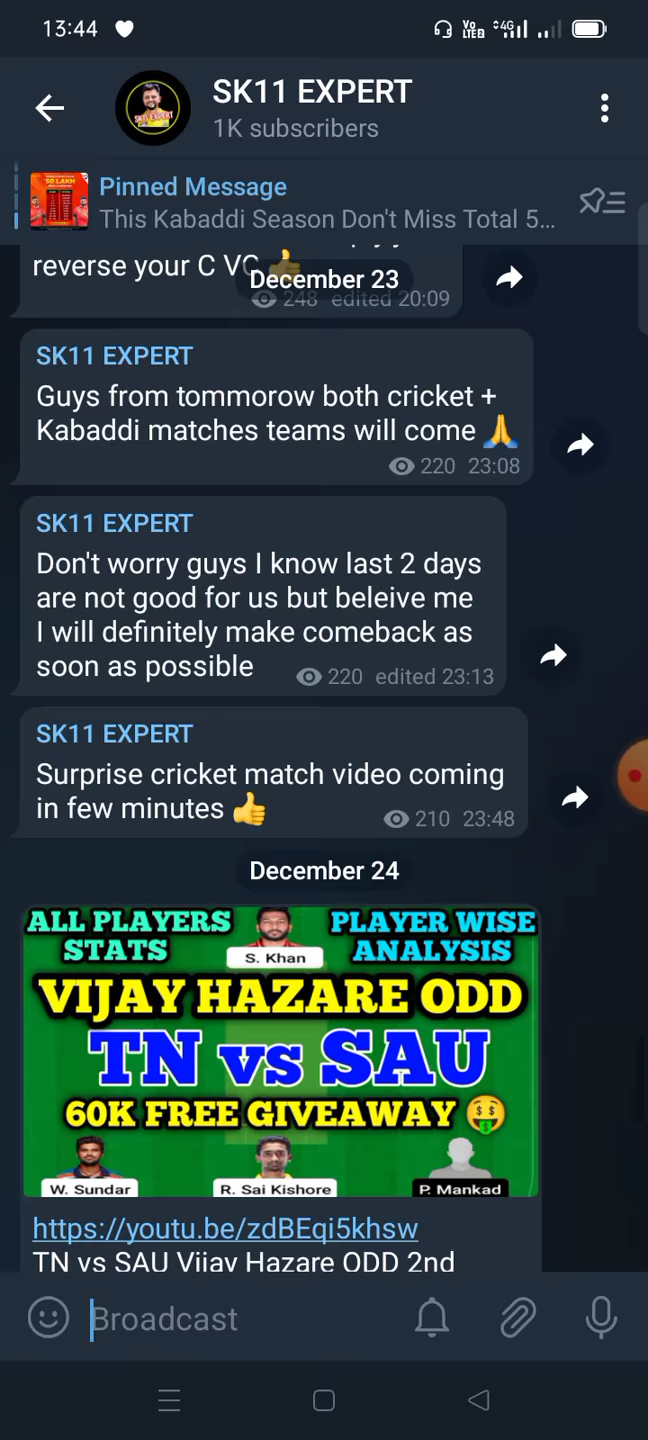 13:44
Vo LTE2
4G
SK11 EXPERT
1K subscribers
Pinned Message
This Kabaddi Season Don't Miss Total 5...
50 LAKH
reverse your C VC 👍
December 23
248 edited 20:09
SK11 EXPERT
Guys from tommorow both cricket +
Kabaddi matches teams will come 🙏
220 23:08
SK11 EXPERT
Don't worry guys I know last 2 days
are not good for us but beleive me
I will definitely make comeback as
soon as possible
220 edited 23:13
SK11 EXPERT
Surprise cricket match video coming
in few minutes 👍
210 23:48
December 24
ALL PLAYERS
STATS
PLAYER WISE
ANALYSIS
S. Khan
VIJAY HAZARE ODD
TN vs SAU
60K FREE GIVEAWAY 🤑
W. Sundar
R. Sai Kishore
P. Mankad
https://youtu.be/zdBEqi5khsw
TN vs SAU Vijay Hazare ODD 2nd
Broadcast